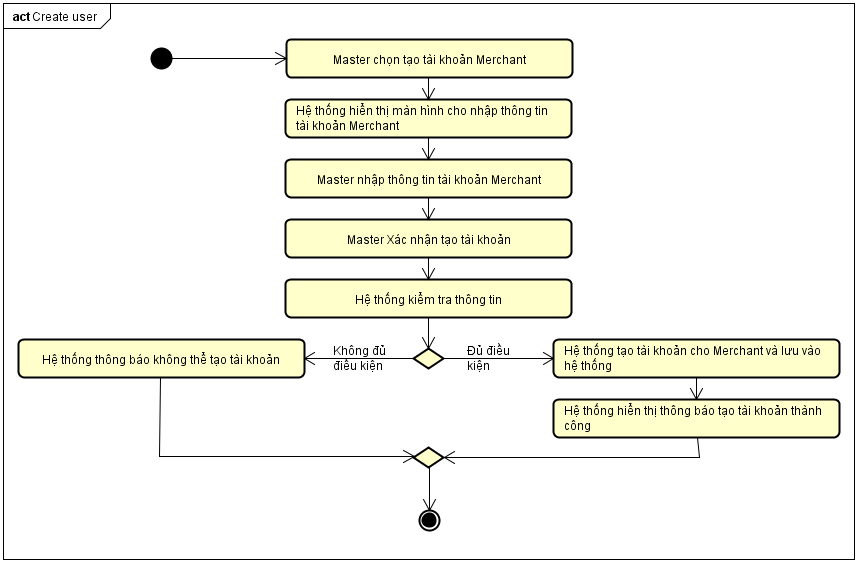 act Create user
Master chọn tạo tài khoản Merchant
Hệ thống hiển thị màn hình cho nhập thông tin
tài khoản Merchant
Master nhập thông tin tài khoản Merchant
Master Xác nhận tạo tài khoản
Hệ thống kiểm tra thông tin
Hệ thống thông báo không thể tạo tài khoản
Không đủ
điều kiện
Đủ điều
kiện
Hệ thống tạo tài khoản cho Merchant và lưu vào
hệ thống
Hệ thống hiển thị thông báo tạo tài khoản thành
công